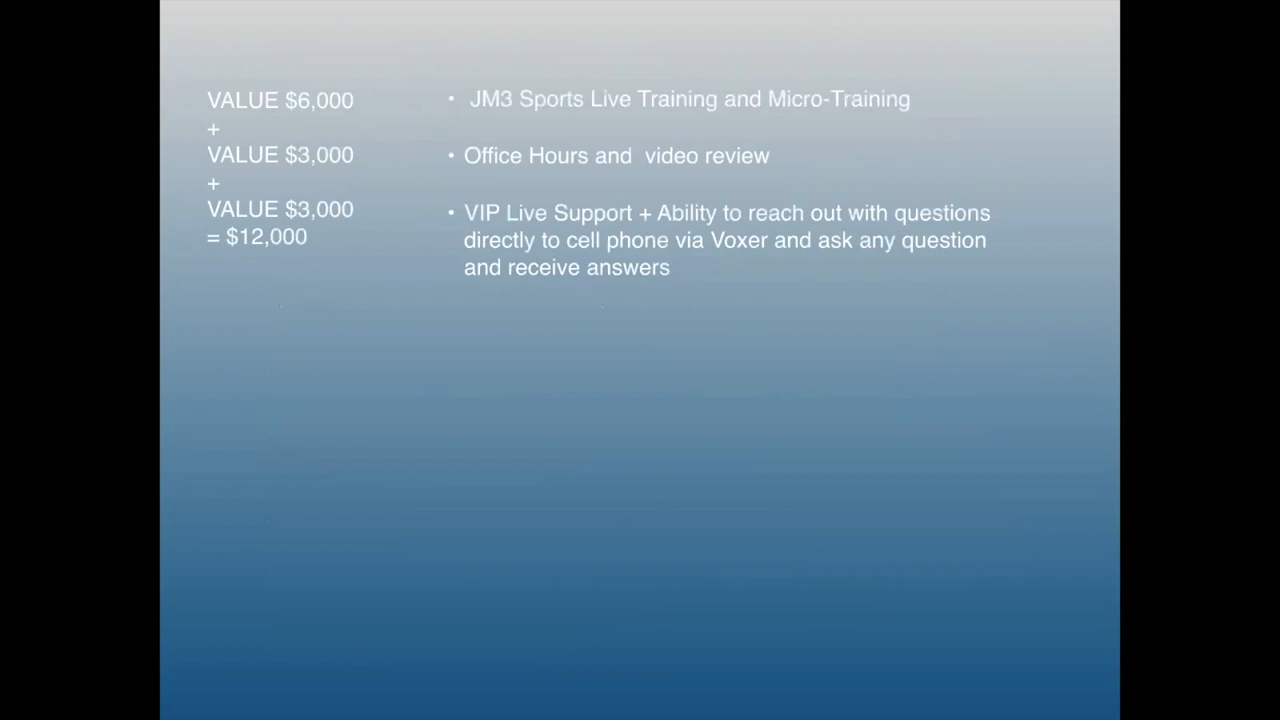 VALUE $6,000
+
VALUE $3,000
+
VALUE $3,000
= $12,000
• JM3 Sports Live Training and Micro-Training
• Office Hours and  video review
• VIP Live Support + Ability to reach out with questions
directly to cell phone via Voxer and ask any question
and receive answers